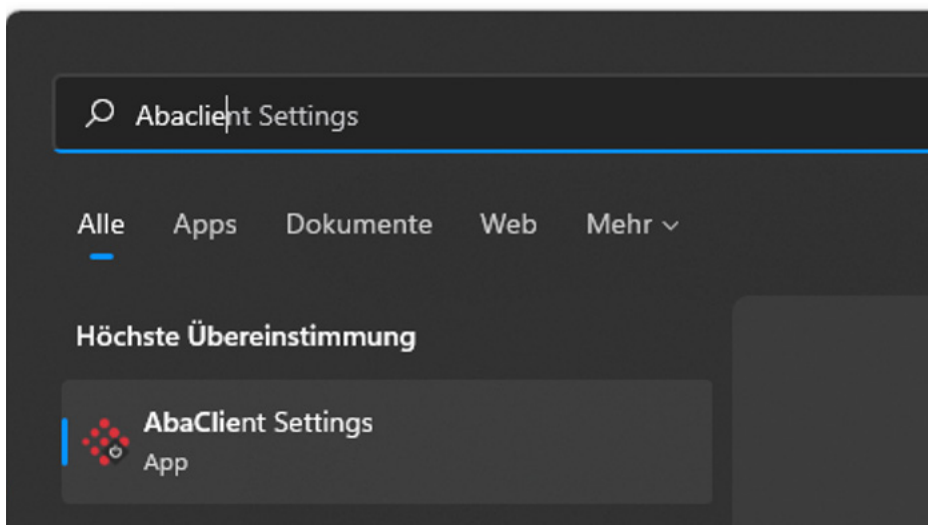 Abaclient Settings
Alle Apps Dokumente Web Mehr
Höchste Übereinstimmung
AbaClient Settings
App